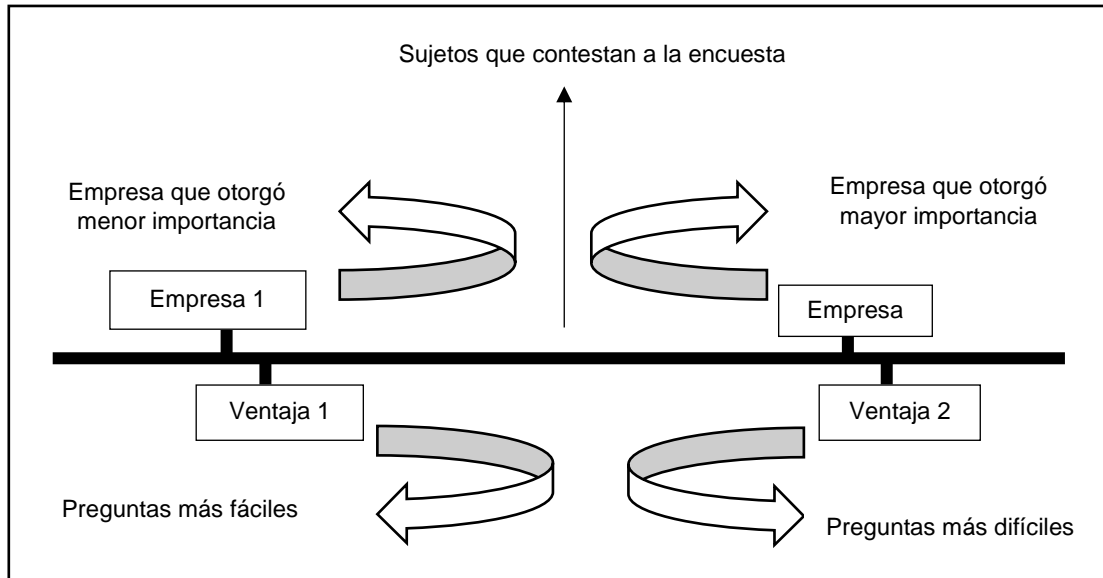 Sujetos que contestan a la encuesta
Empresa que otorgó
menor importancia
Empresa que otorgó
mayor importancia
Empresa 1
Empresa
Ventaja 1
Ventaja 2
Preguntas más fáciles
Preguntas más difíciles